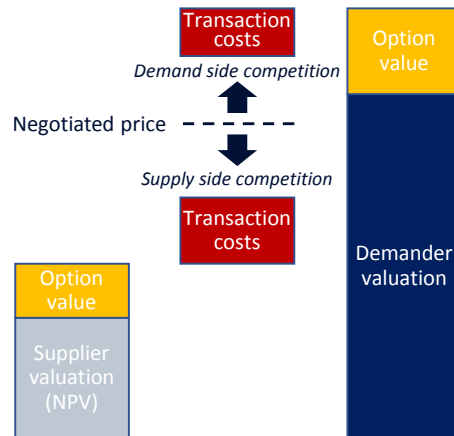 Transaction
costs
Demand side competition
Negotiated price
Supply side competition
Transaction
costs
Option
value
Supplier
valuation
(NPV)
Option
value
Demander
valuation